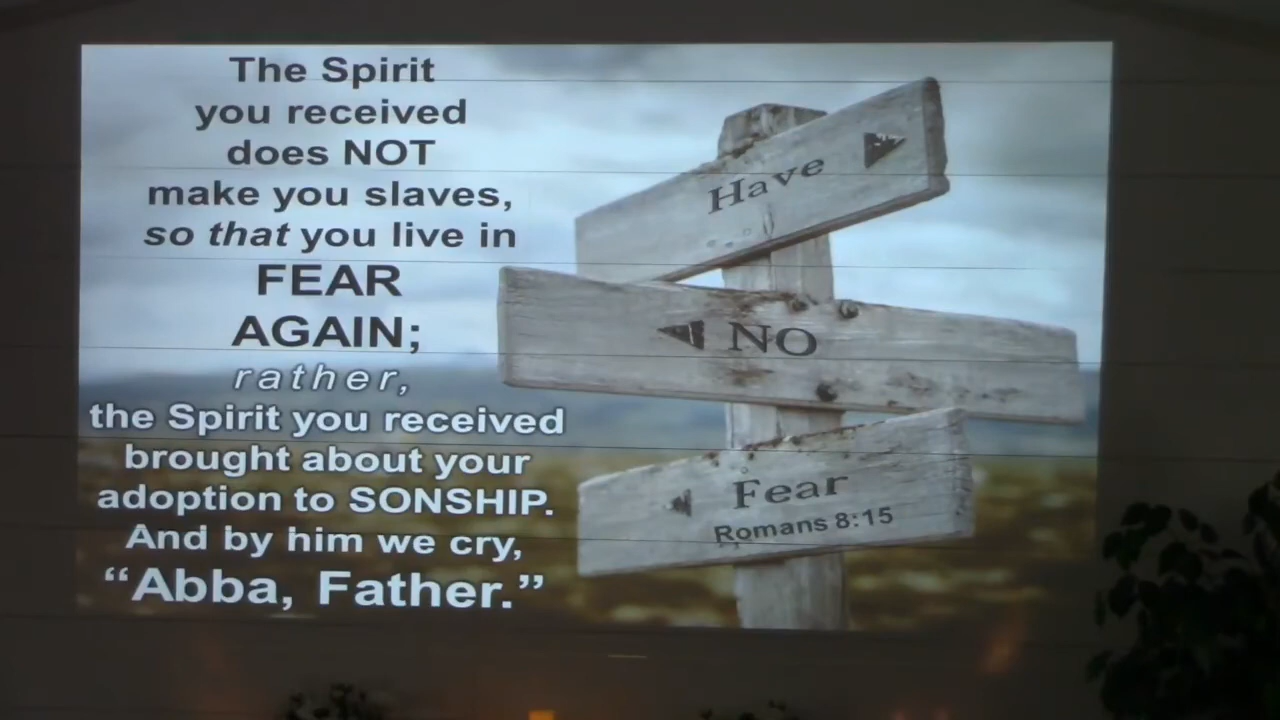 The Spirit
you received
does NOT
make you slaves,
so that you live in
FEAR
AGAIN;
rather,
the Spirit you received
brought about your
adoption to SONSHIP.
And by him we cry,
“Abba, Father.”
Have
NO
Fear
Romans 8:15